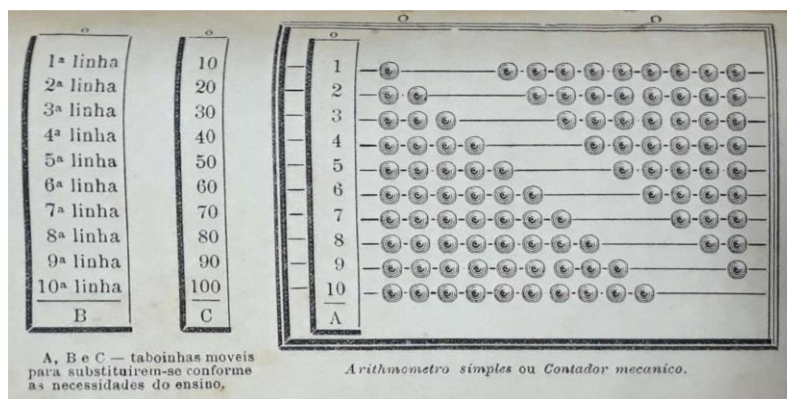 1ª linha
2ª linha
3ª linha
4ª linha
5ª linha
6ª linha
7ª linha
8ª linha
9ª linha
10ª linha
B
10
20
30
40
50
60
70
80
90
100
C
1
2
3
4
5
6
7
8
9
10
A
A, B e C — taboinhas moveis
para substituirem-se conforme
as necessidades do ensino.
Arithmometro simples ou Contador mecanico.